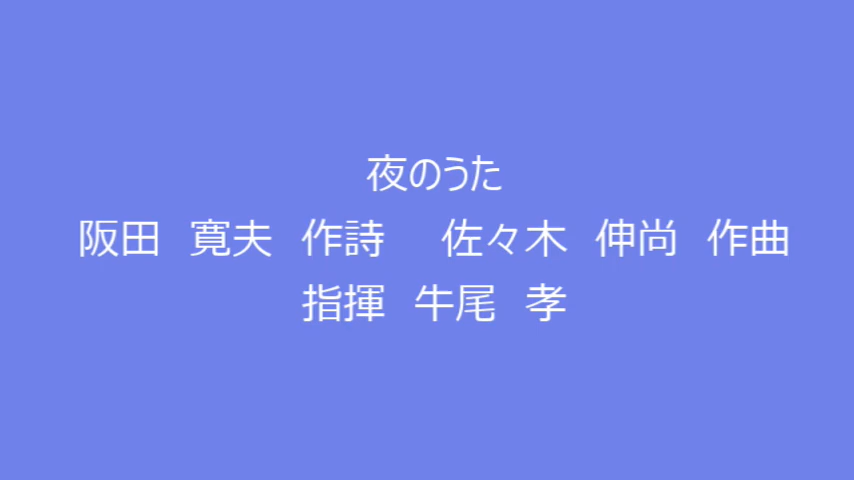 夜のうた
阪田　寛夫　作詩　　佐々木　伸尚　作曲
指揮　牛尾　孝